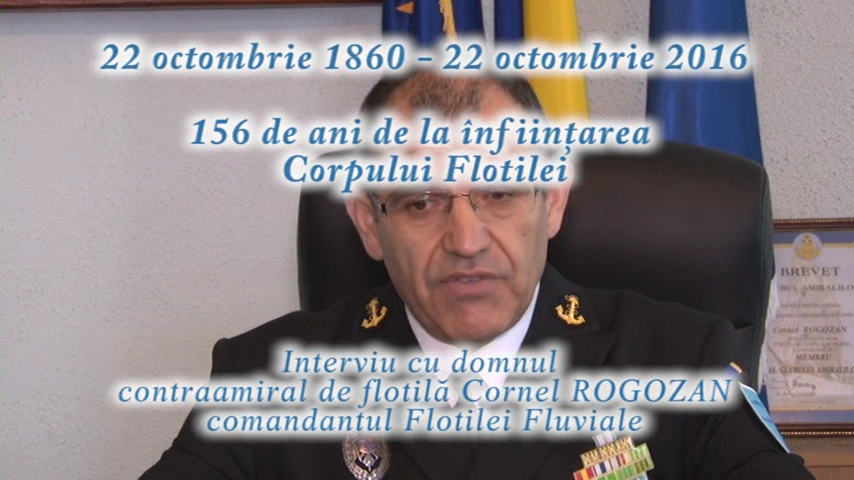 22 octombrie 1860 – 22 octombrie 2016
156 de ani de la înființarea
Corpului Flotilei
BREVET
Cornel ROGOZAN
MEMBRU
Interviu cu domnul
contraamiral de flotilă Cornel ROGOZAN
comandantul Flotilei Fluviale